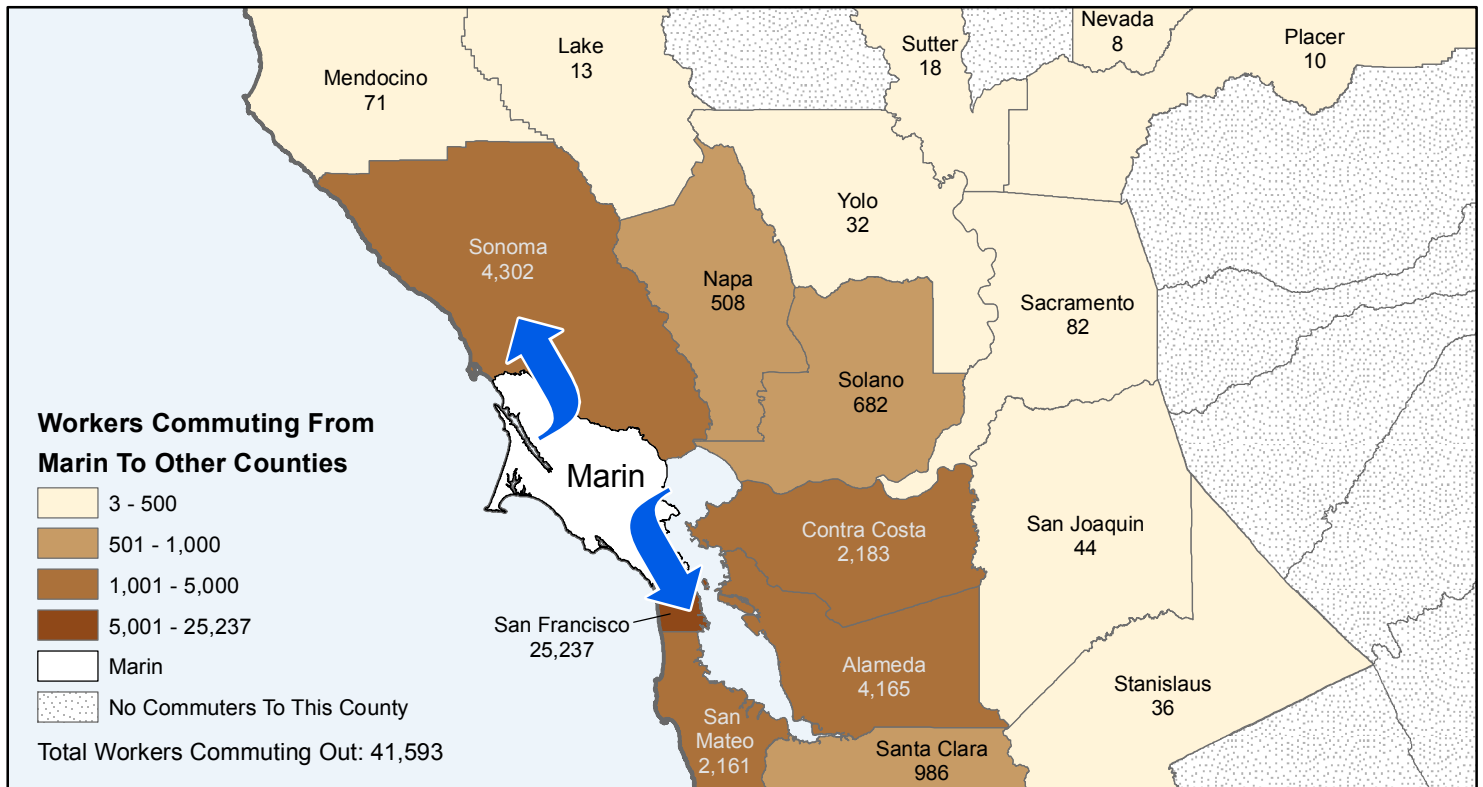 Nevada
8
Placer
10
Sutter
18
Lake
13
Mendocino
71
Yolo
32
Sonoma
4,302
Napa
508
Sacramento
82
Solano
682
Marin
Contra Costa
2,183
San Joaquin
44
San Francisco
25,237
Alameda
4,165
Stanislaus
36
San
Mateo
2,161
Santa Clara
986
Workers Commuting From
Marin To Other Counties
3 - 500
501 - 1,000
1,001 - 5,000
5,001 - 25,237
Marin
No Commuters To This County
Total Workers Commuting Out: 41,593